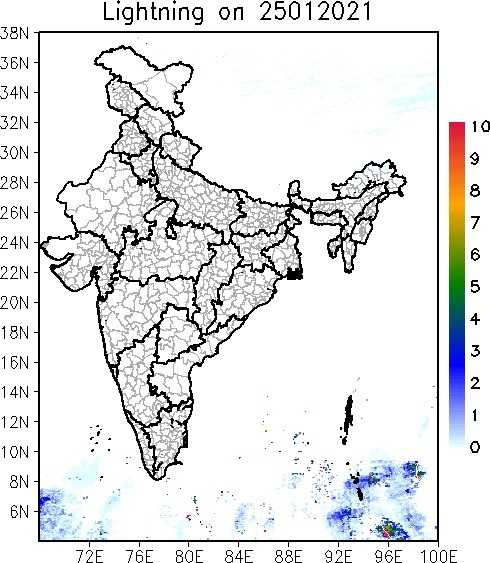 Lightning on 25012021
38N
36N
34N
32N
30N
28N
26N
24N
22N
20N
18N
16N
14N
12N
10N
8N
6N
72E 76E 80E 84E 88E 92E 96E 100E
10
9
8
7
6
5
4
3
2
1
0